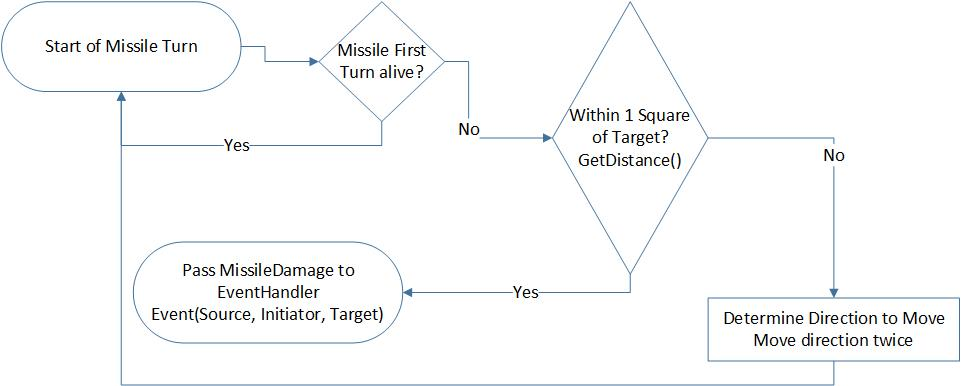 Start of Missile Turn
Missile First
Turn alive?
No
Yes
Within 1 Square
of Target?
GetDistance()
No
Yes
Pass MissileDamage to
EventHandler
Event(Source, Initiator, Target)
Determine Direction to Move
Move direction twice